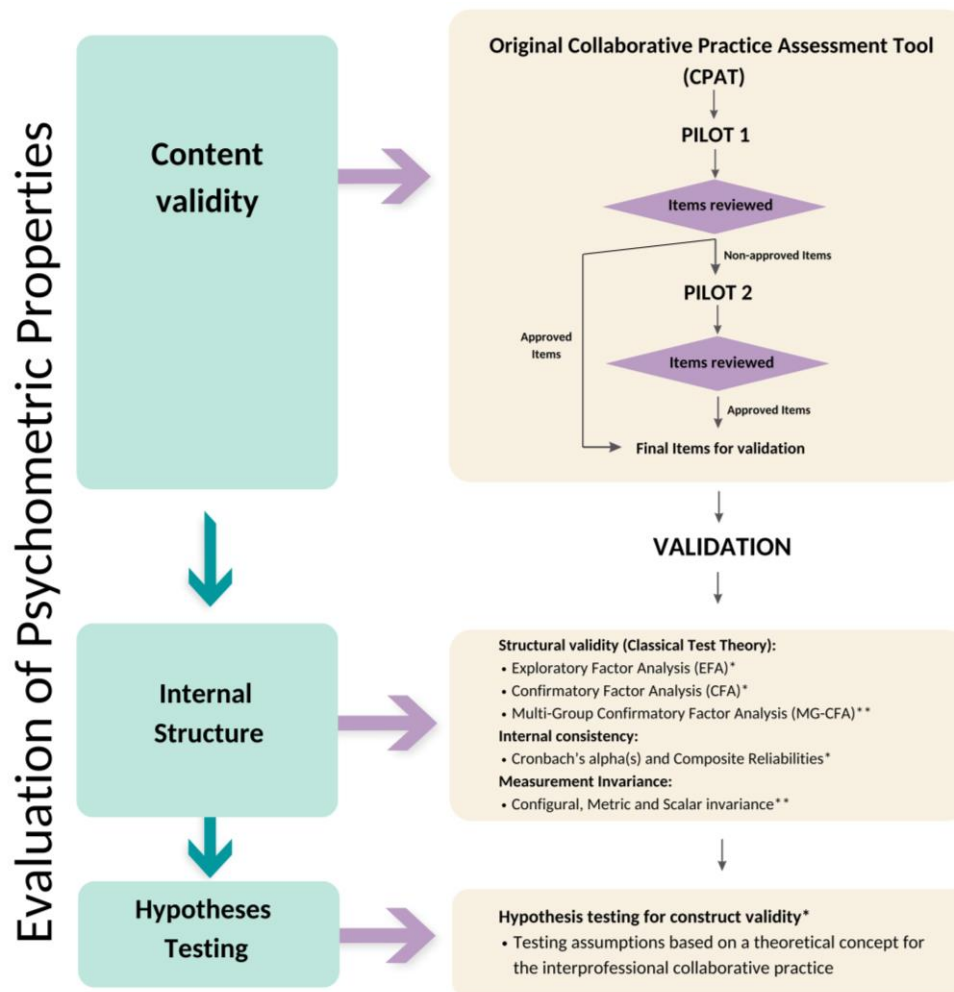 Evaluation of Psychometric Properties
Content
validity
Original Collaborative Practice Assessment Tool
(CPAT)
PILOT 1
Items reviewed
Non-approved Items
PILOT 2
Approved
Items
Items reviewed
Approved Items
Final Items for validation
VALIDATION
Internal
Structure
Structural validity (Classical Test Theory):
• Exploratory Factor Analysis (EFA)*
• Confirmatory Factor Analysis (CFA)*
• Multi-Group Confirmatory Factor Analysis (MG-CFA)**
Internal consistency:
• Cronbach's alpha(s) and Composite Reliabilities*
Measurement Invariance:
• Configural, Metric and Scalar invariance**
Hypotheses
Testing
Hypothesis testing for construct validity*
• Testing assumptions based on a theoretical concept for
the interprofessional collaborative practice